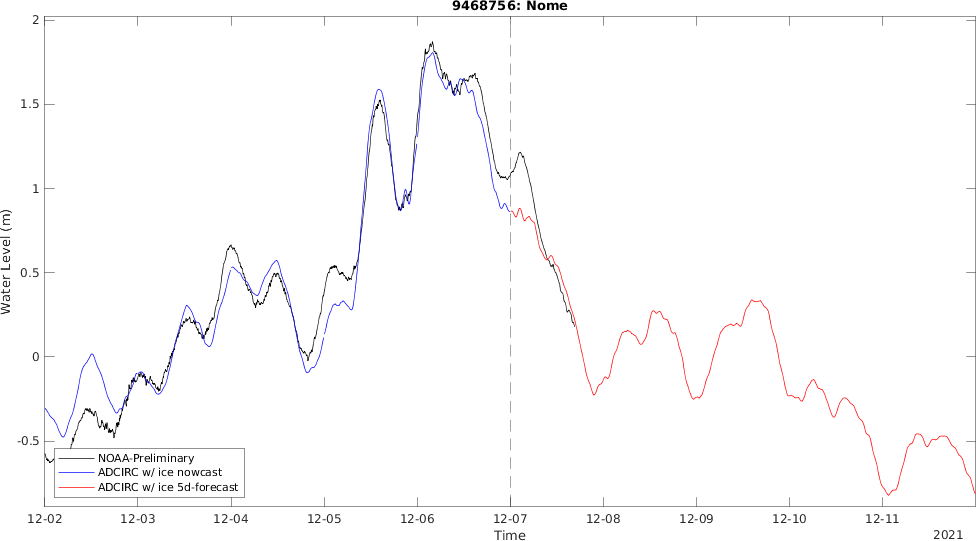 9468756: Nome
2
1.5
1
0.5
0
-0.5
Water Level (m)
NOAA-Preliminary
ADCIRC w/ ice nowcast
ADCIRC w/ ice 5d-forecast
12-02 12-03 12-04 12-05 12-06 12-07 12-08 12-09 12-10 12-11
Time
2021